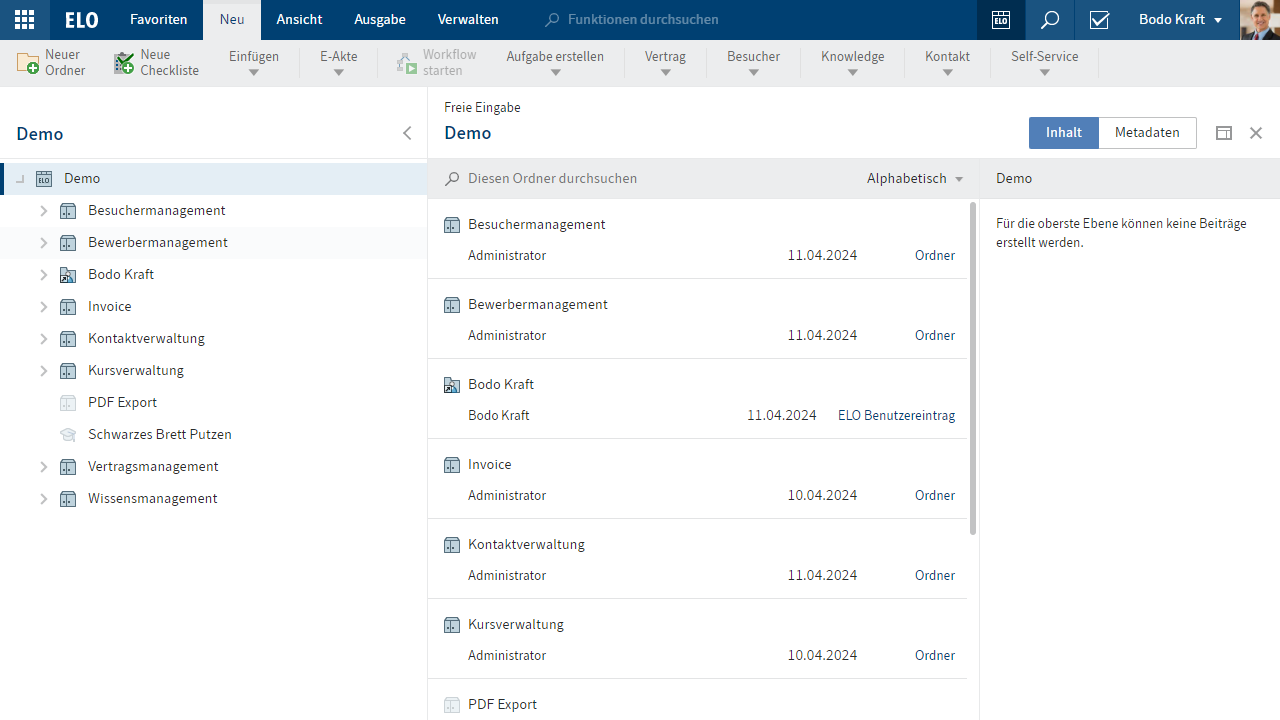 ELO Favoriten Neu Ansicht Ausgabe Verwalten Funktionen durchsuchen ELO Bodo Kraft
Neuer Ordner Neue Checkliste Einfügen E-Akte Workflow starten Aufgabe erstellen Vertrag Besucher Knowledge Kontakt Self-Service
Demo
Demo
Besuchermanagement
Bewerbermanagement
Bodo Kraft
Invoice
Kontaktverwaltung
Kursverwaltung
PDF Export
Schwarzes Brett Putzen
Vertragsmanagement
Wissensmanagement
Freie Eingabe
Demo
Inhalt Metadaten
Diesen Ordner durchsuchen Alphabetisch
Besuchermanagement
Administrator 11.04.2024 Ordner
Bewerbermanagement
Administrator 11.04.2024 Ordner
Bodo Kraft
Bodo Kraft 11.04.2024 ELO Benutzereintrag
Invoice
Administrator 10.04.2024 Ordner
Kontaktverwaltung
Administrator 11.04.2024 Ordner
Kursverwaltung
Administrator 10.04.2024 Ordner
PDF Export
Demo
Für die oberste Ebene können keine Beiträge
erstellt werden.